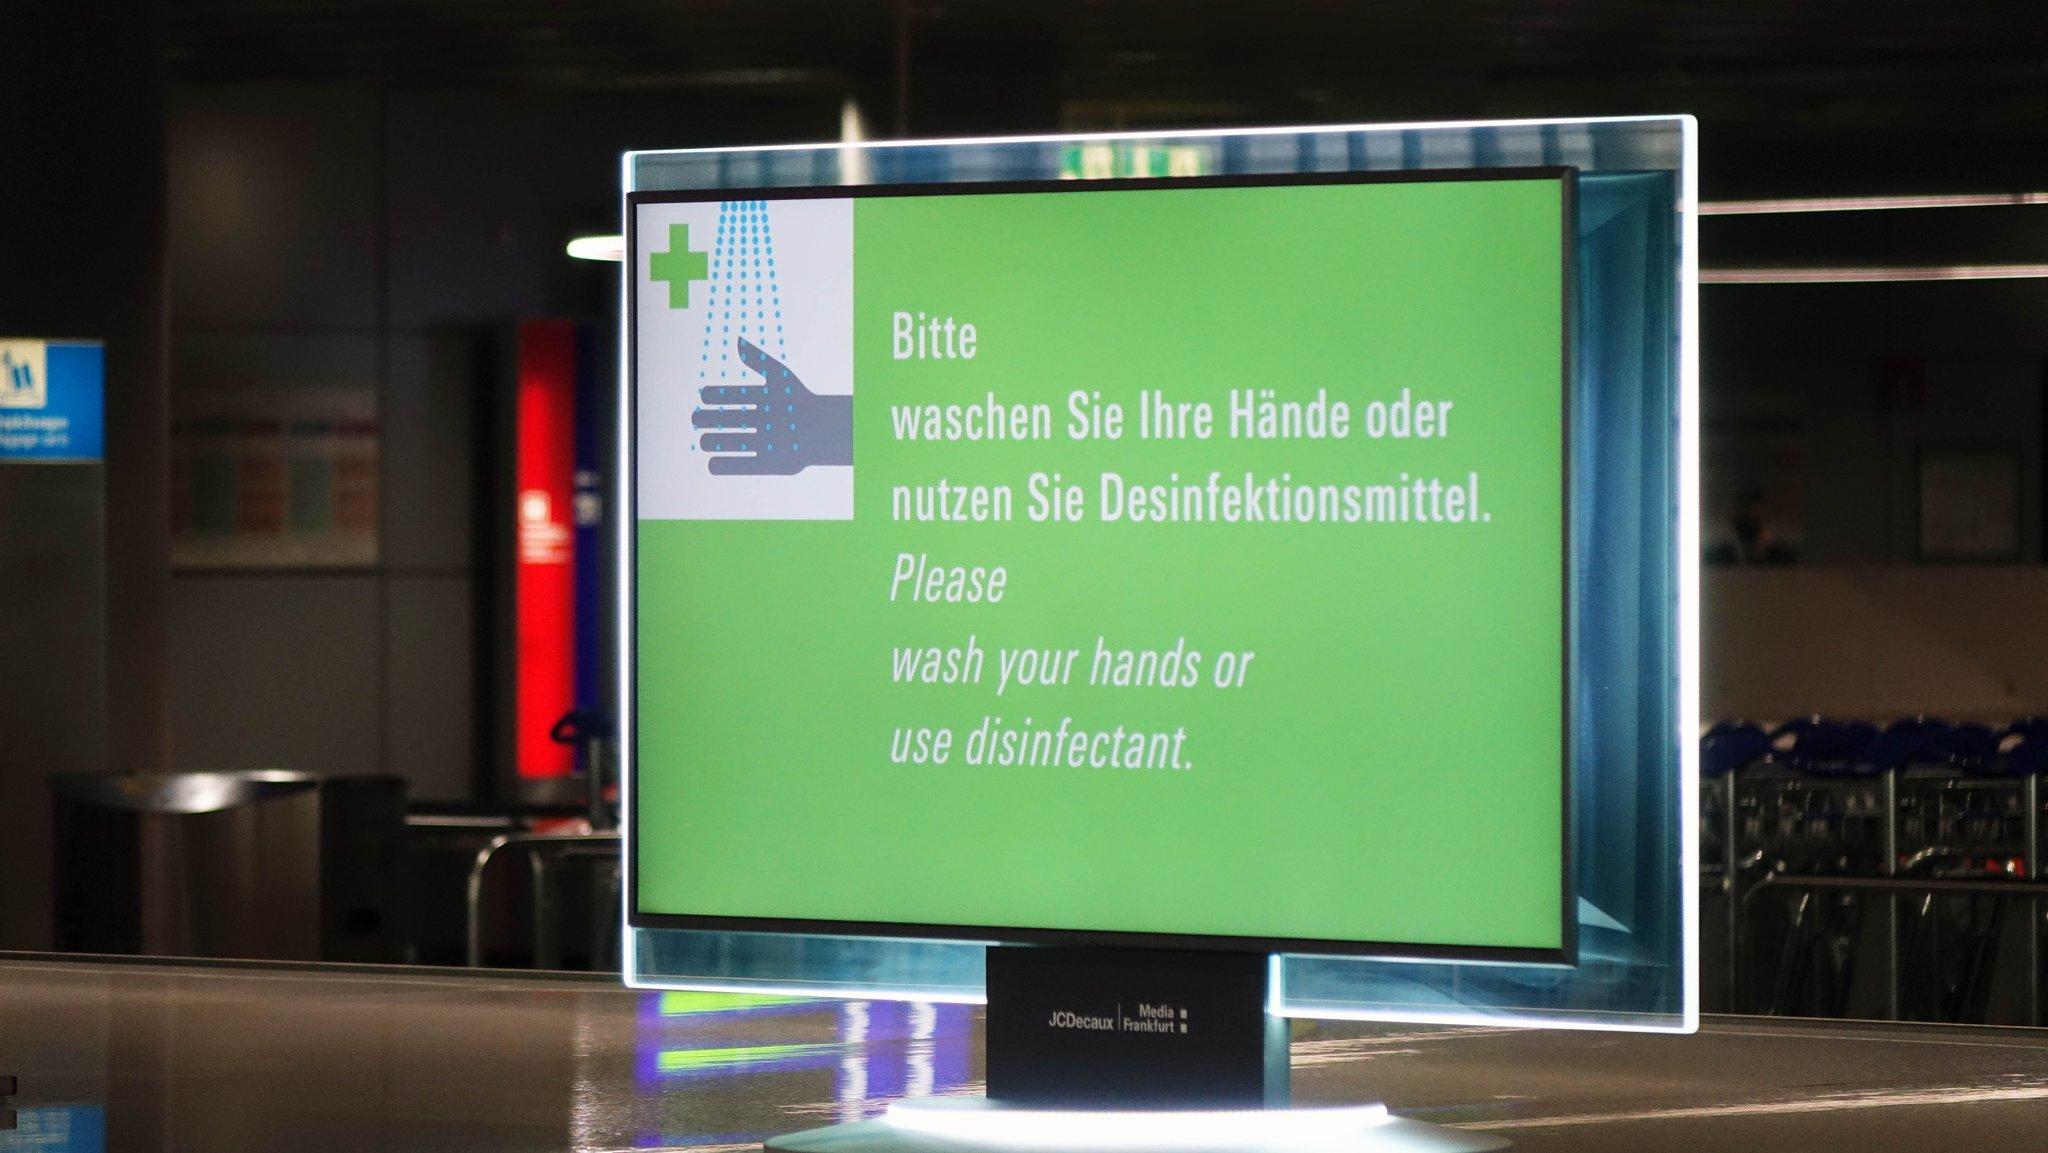 Bitte
waschen Sie Ihre Hände oder
nutzen Sie Desinfektionsmittel.
Please
wash your hands or
use disinfectant.
JCDecaux
Media
Frankfurt